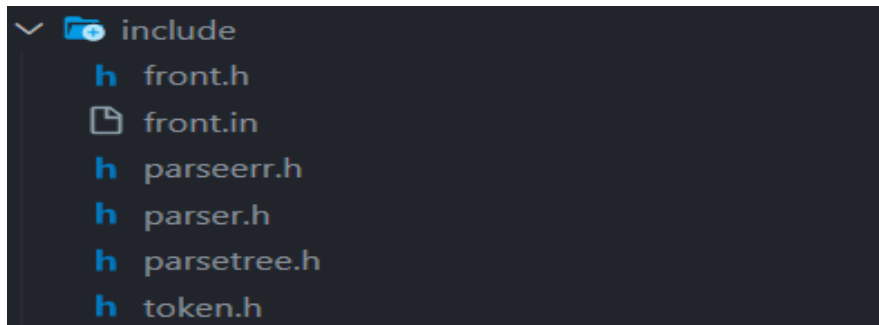 include
h front.h
front.in
h parseerr.h
h parser.h
h parsetree.h
h token.h